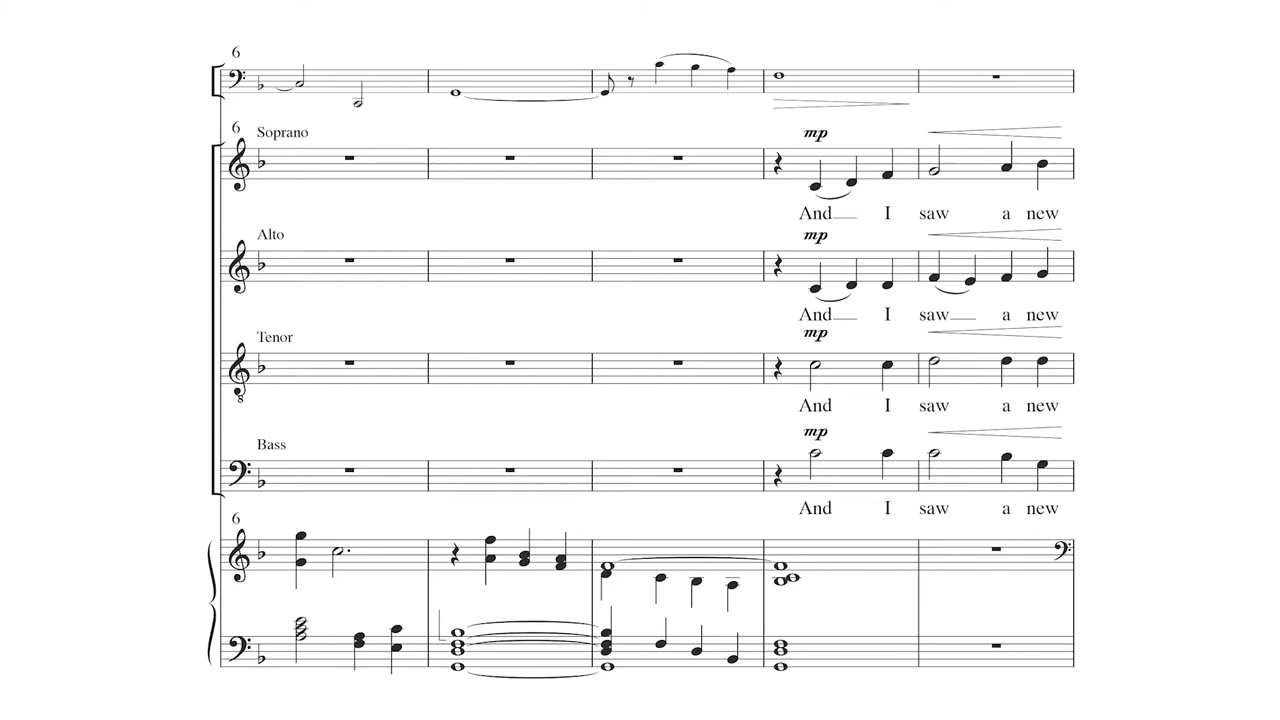 6
6
Soprano
mp
And I saw a new
Alto
mp
And I saw a new
Tenor
mp
And I saw a new
Bass
mp
And I saw a new
6